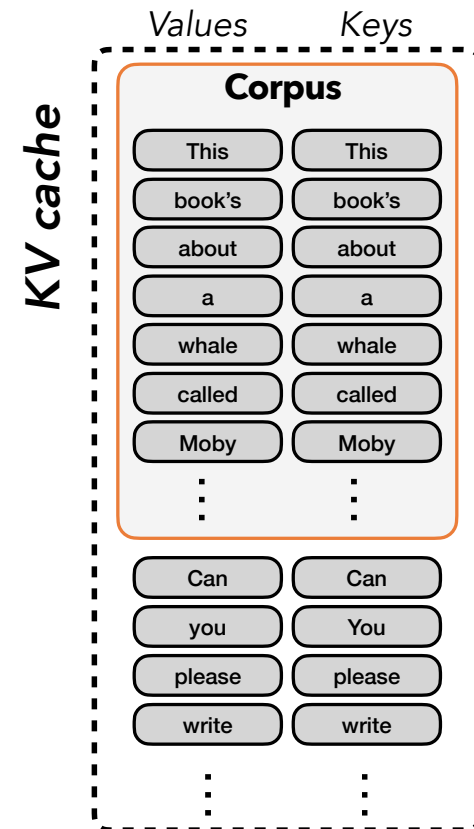 Values Keys
KV cache
Corpus
This This
book's book's
about about
a a
whale whale
called called
Moby Moby
Can Can
you You
please please
write write